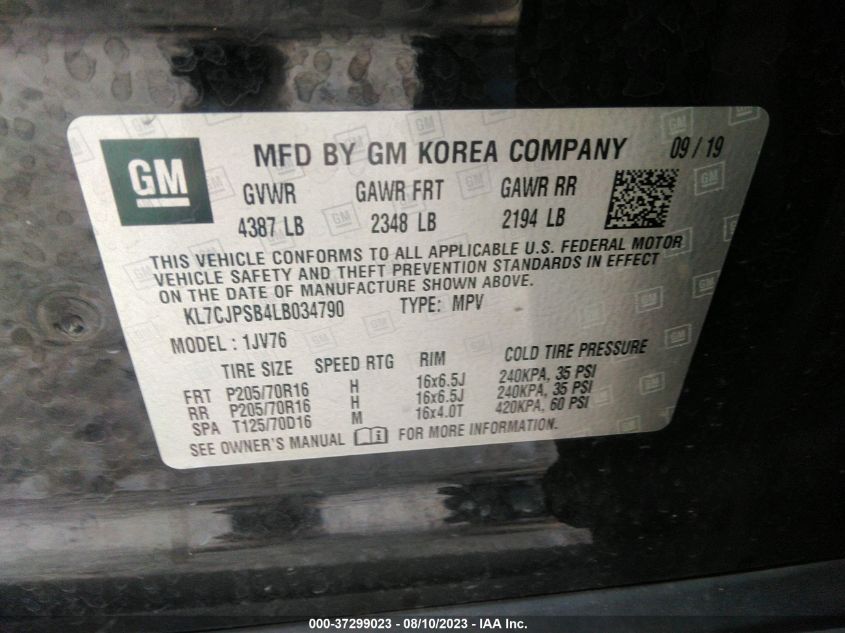 GM
MFD BY GM KOREA COMPANY 09/19
GVWR GAWR FRT GAWR RR
4387 LB 2348 LB 2194 LB
THIS VEHICLE CONFORMS TO ALL APPLICABLE U.S. FEDERAL MOTOR
VEHICLE SAFETY AND THEFT PREVENTION STANDARDS IN EFFECT
ON THE DATE OF MANUFACTURE SHOWN ABOVE.
KL7CJPSB4LB034790 TYPE: MPV
MODEL : 1JV76
TIRE SIZE SPEED RTG RIM COLD TIRE PRESSURE
FRT P205/70R16 H 16x6.5J 240KPA, 35 PSI
RR P205/70R16 H 16x6.5J 240KPA, 35 PSI
SPA T125/70D16 M 16x4.0T 420KPA, 60 PSI
SEE OWNER'S MANUAL FOR MORE INFORMATION.
000-37299023 - 08/10/2023 - IAA Inc.